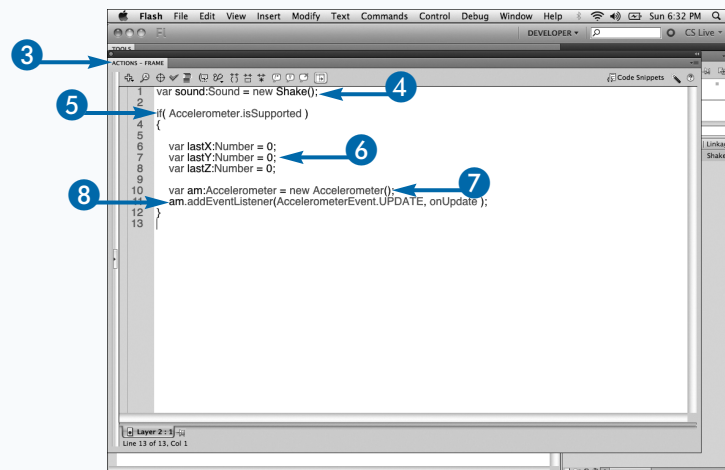 Flash File Edit View Insert Modify Text Commands Control Debug Window Help Sun 6:32 PM
Fl DEVELOPER CS Live
TOOLS
3 ACTIONS - FRAME
Code Snippets
1 var sound:Sound = new Shake(); 4
2
5 3 if( Accelerometer.isSupported )
4 {
5
6 var lastX:Number = 0;
7 var lastY:Number = 0; 6
8 var lastZ:Number = 0;
9
10 var am:Accelerometer = new Accelerometer(); 7
8 11 am.addEventListener(AccelerometerEvent.UPDATE, onUpdate );
12 }
13
Linka
Shake
Layer 2 : 1
Line 13 of 13, Col 1